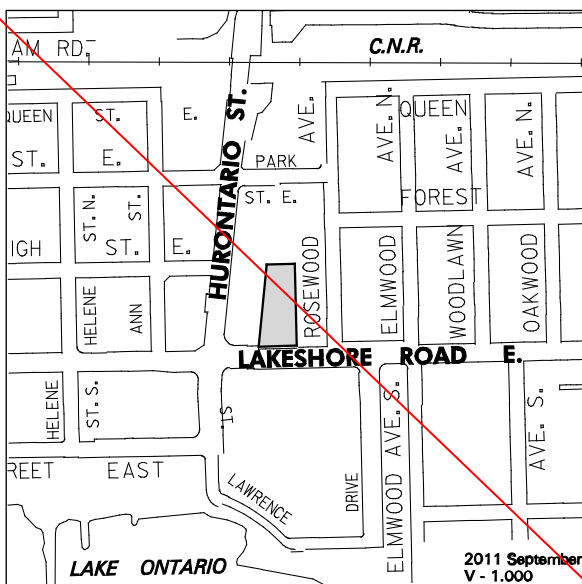 AM RD.
C.N.R.
QUEEN ST. E.
HURONTARIO ST.
AVE.
AVE. N.
QUEEN
AVE.
AVE. N.
ST. E.
PARK
ST. E.
FOREST
ST. N.
ST.
IGH ST. E.
HELENE
ANN
ROSEWOOD
ELMWOOD
WOODLAWN
OAKWOOD
LAKESHORE ROAD E.
HELENE
ST. S.
ST.
ELMWOOD AVE. S.
AVE. S.
REET EAST
LAWRENCE
DRIVE
LAKE ONTARIO
2011 September
V - 1.000